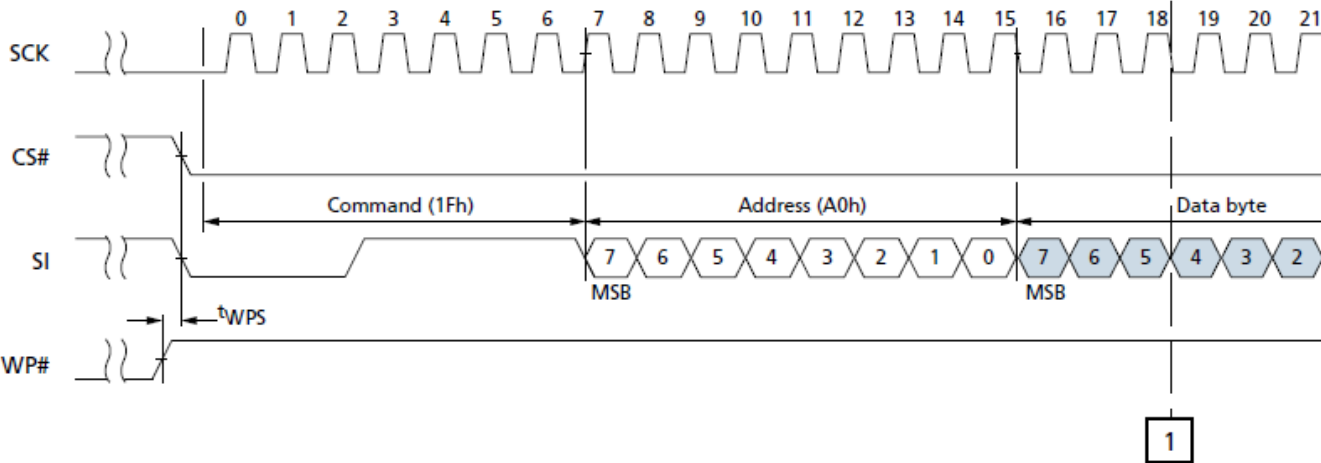 0 1 2 3 4 5 6 7 8 9 10 11 12 13 14 15 16 17 18 19 20 21
SCK
CS#
Command (1Fh) Address (A0h) Data byte
SI 7 6 5 4 3 2 1 0 7 6 5 4 3 2
MSB MSB
tWPS
WP#
1